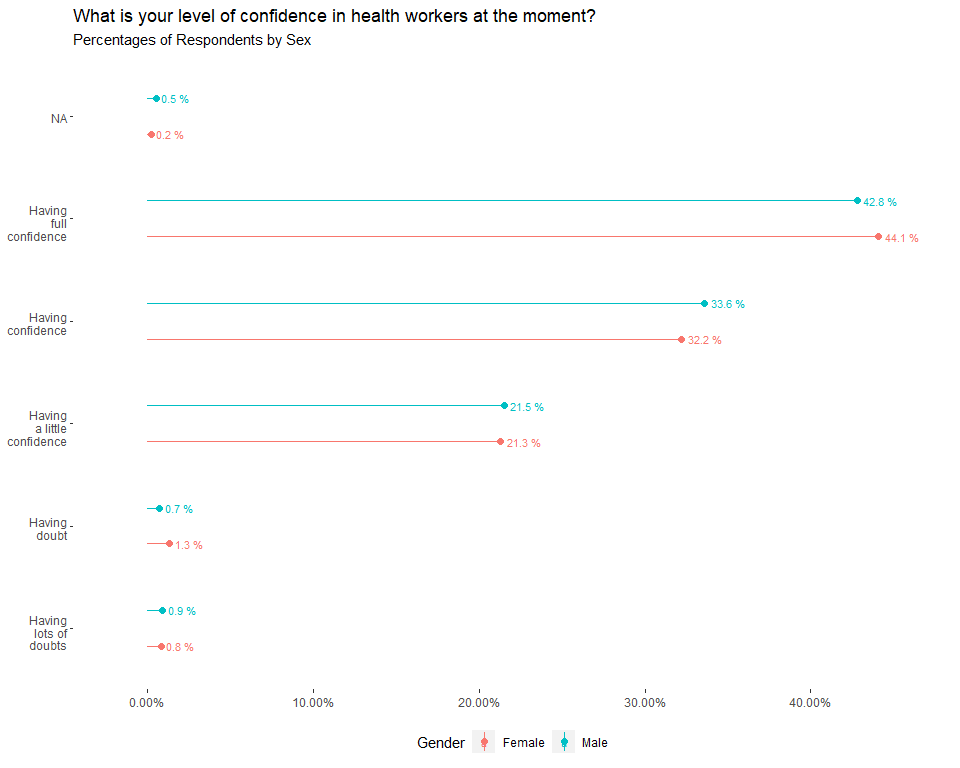 What is your level of confidence in health workers at the moment?
Percentages of Respondents by Sex
NA
0.5 %
0.2 %
Having
full
confidence
42.8 %
44.1 %
Having
confidence
33.6 %
32.2 %
Having
a little
confidence
21.5 %
21.3 %
Having
doubt
0.7 %
1.3 %
Having
lots of
doubts
0.9 %
0.8 %
0.00%
10.00%
20.00%
30.00%
40.00%
Gender
Female
Male